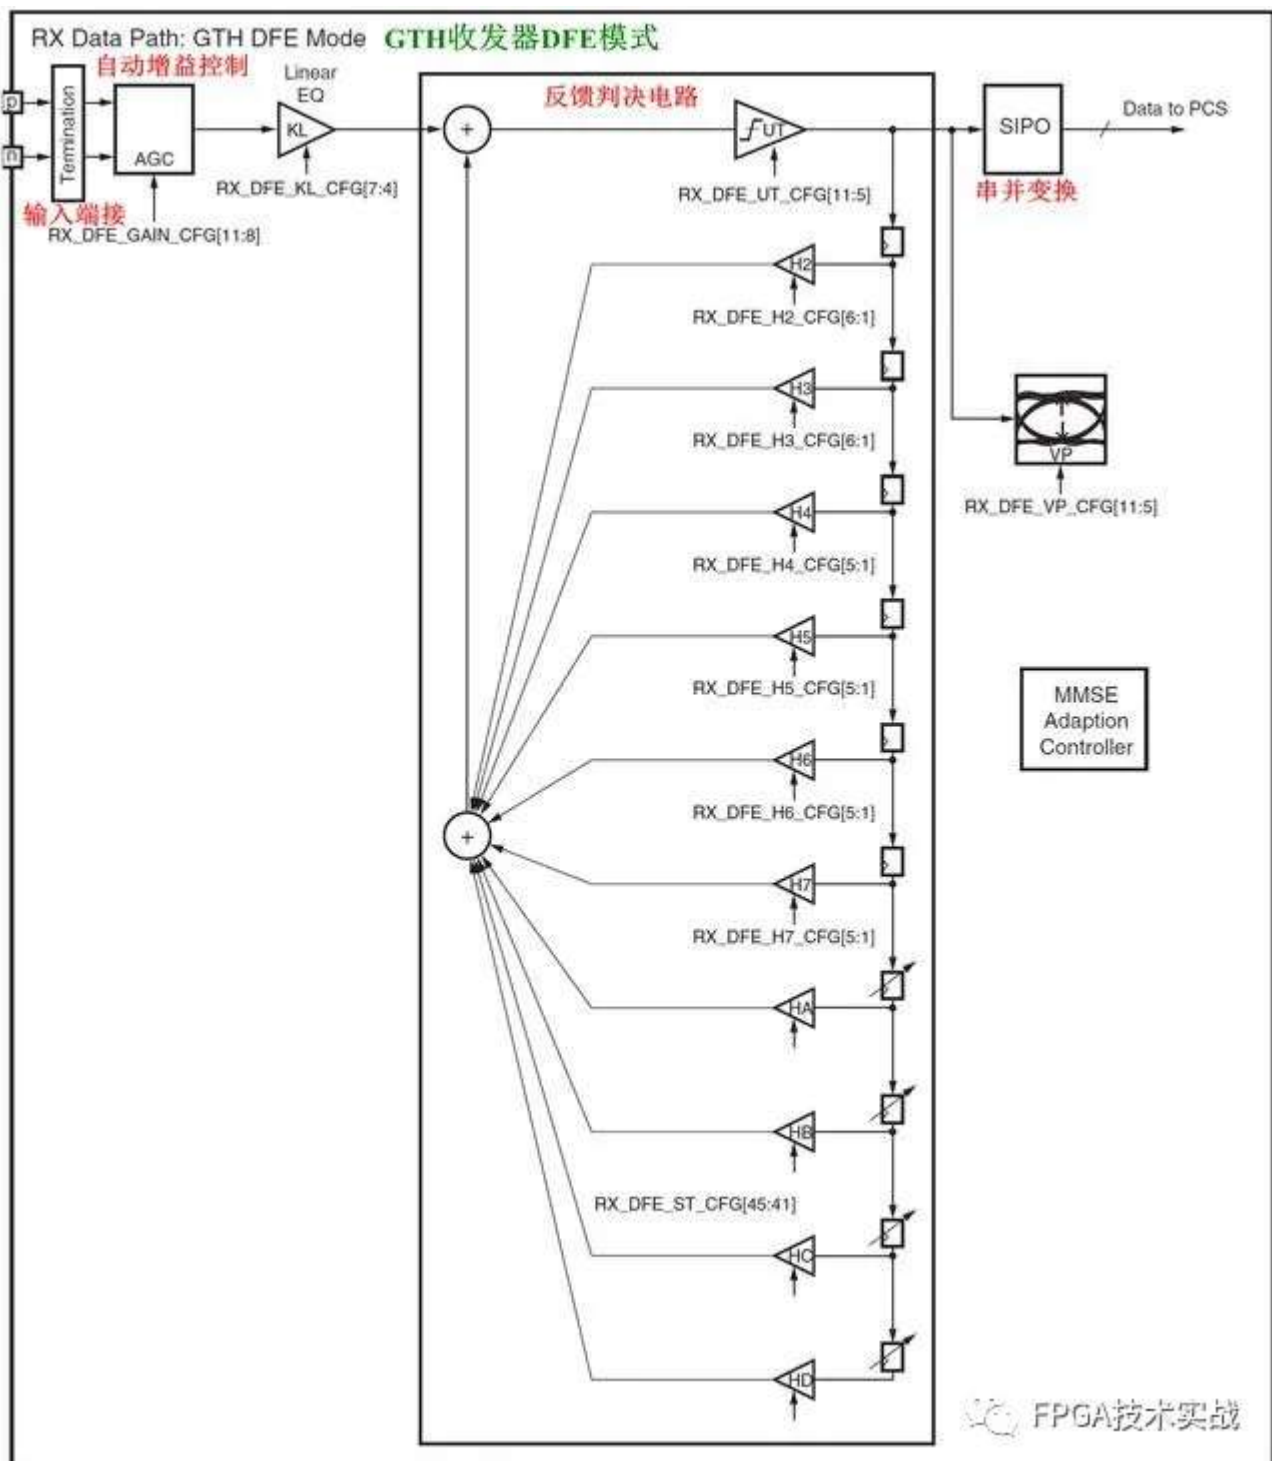 RX Data Path: GTH DFE Mode GTH收发器DFE模式
自动增益控制
Linear
EQ
反馈判决电路
Data to PCS
p
n
Termination
AGC
KL
+
UT
SIPO
RX_DFE_KL_CFG[7:4]
RX_DFE_UT_CFG[11:5]
串并变换
输入端接
RX_DFE_GAIN_CFG[11:8]
H2
RX_DFE_H2_CFG[6:1]
H3
RX_DFE_H3_CFG[6:1]
VP
RX_DFE_VP_CFG[11:5]
H4
RX_DFE_H4_CFG[5:1]
H5
RX_DFE_H5_CFG[5:1]
MMSE
Adaption
Controller
H6
RX_DFE_H6_CFG[5:1]
+
H7
RX_DFE_H7_CFG[5:1]
HA
HB
RX_DFE_ST_CFG[45:41]
HC
HD
FPGA技术实战